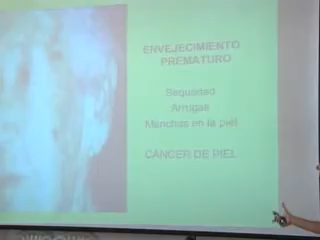 ENVEJECIMIENTO
PREMATURO
Sequedad
Arrugas
Manchas en la piel
CÁNCER DE PIEL